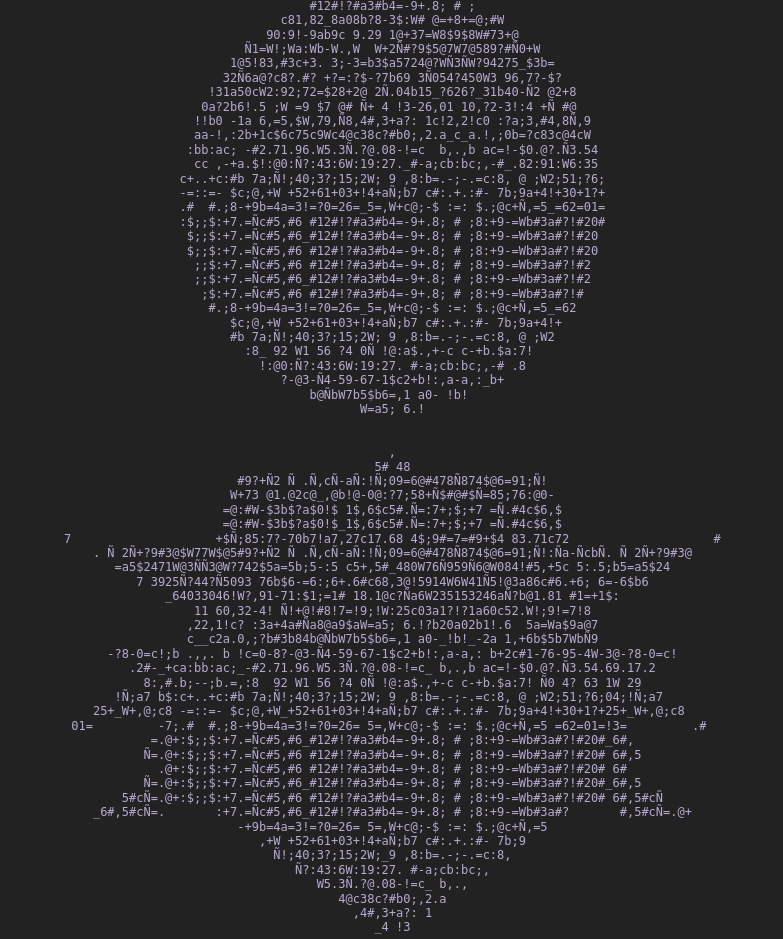 #12#!?#a3#b4=-9+.8; # ;
c81,82_8a08b?8-3$:W# @=+8+=@;#W
90:9!-9ab9c 9.29 1@+37=W8$9$8W#73+@
Ñ1=W!;Wa:Wb-W.,W  W+2Ñ#?9$5@7W7@589?#Ñ0+W
1@5!83,#3c+3. 3;-3=b3$a5724@?WÑ3ÑW?94275_$3b=
32Ñ6a@?c8?.#? +?=:?$-?7b69 3Ñ054?450W3 96,7?-$?
!31a50cW2:92;72=$28+2@ 2Ñ.04b15_?626?_31b40-Ñ2 @2+8
0a?2b6!.5 ;W =9 $7 @# Ñ+ 4 !3-26,01 10,?2-3!:4 +Ñ #@
!!b0 -1a 6,=5,$W,79,Ñ8,4#,3+a?: 1c!2,2!c0 :?a;3,#4,8Ñ,9
aa-!,:2b+1c$6c75c9Wc4@c38c?#b0;,2.a_c_a.!,;0b=?c83c@4cW
:bb:ac; -#2.71.96.W5.3Ñ.?@.08-!=c  b,.,b ac=!-$0.@?.Ñ3.54
cc ,-+a.$!:@0:Ñ?:43:6W:19:27._#-a;cb:bc;,-#_.82:91:W6:35
c+..+c:#b 7a;Ñ!;40;3?;15;2W; 9 ,8:b=.-;-.=c:8, @ ;W2;51;?6;
-=::=- $c;@,+W +52+61+03+!4+aÑ;b7 c#:.+.:#- 7b;9a+4!+30+1?+
.#  #.;8-+9b=4a=3!=?0=26=_5=,W+c@;-$ :=: $.;@c+Ñ,=5_=62=01=
:$;;$:+7.=Ñc#5,#6 #12#!?#a3#b4=-9+.8; # ;8:+9-=Wb#3a#?!#20#
$;;$:+7.=Ñc#5,#6_#12#!?#a3#b4=-9+.8; # ;8:+9-=Wb#3a#?!#20
$;;$:+7.=Ñc#5,#6 #12#!?#a3#b4=-9+.8; # ;8:+9-=Wb#3a#?!#20
;;$:+7.=Ñc#5,#6 #12#!?#a3#b4=-9+.8; # ;8:+9-=Wb#3a#?!#2
;;$:+7.=Ñc#5,#6_#12#!?#a3#b4=-9+.8; # ;8:+9-=Wb#3a#?!#2
;$:+7.=Ñc#5,#6 #12#!?#a3#b4=-9+.8; # ;8:+9-=Wb#3a#?!#
#.;8-+9b=4a=3!=?0=26=_5=,W+c@;-$ :=: $.;@c+Ñ,=5_=62
$c;@,+W +52+61+03+!4+aÑ;b7 c#:.+.:#- 7b;9a+4!+
#b 7a;Ñ!;40;3?;15;2W; 9 ,8:b=.-;-.=c:8, @ ;W2
:8_ 92 W1 56 ?4 0Ñ !@:a$.,+-c c-+b.$a:7!
!:@0:Ñ?:43:6W:19:27. #-a;cb:bc;,-# .8
?-@3-Ñ4-59-67-1$c2+b!:,a-a,:_b+
b@ÑbW7b5$b6=,1 a0- !b!
W=a5; 6.!
,
5# 48
#9?+Ñ2 Ñ .Ñ,cÑ-aÑ:!Ñ;09=6@#478Ñ874$@6=91;Ñ!
W+73 @1.@2c@_,@b!@-0@:?7;58+Ñ$#@#$Ñ=85;76:@0-
=@:#W-$3b$?a$0!$ 1$,6$c5#.Ñ=:7+;$;+7 =Ñ.#4c$6,$
=@:#W-$3b$?a$0!$_1$,6$c5#.Ñ=:7+;$;+7 =Ñ.#4c$6,$
7                    +$Ñ;85:7?-70b7!a7,27c17.68 4$;9#=7=#9+$4 83.71c72                    #
. Ñ 2Ñ+?9#3@$W77W$@5#9?+Ñ2 Ñ .Ñ,cÑ-aÑ:!Ñ;09=6@#478Ñ874$@6=91;Ñ!:Ña-ÑcbÑ. Ñ 2Ñ+?9#3@
=a5$2471W@3ÑÑ3@W?742$5a=5b;5-:5 c5+,5#_480W76Ñ959Ñ6@W084!#5,+5c 5:.5;b5=a5$24
7 3925Ñ?44?Ñ5093 76b$6-=6:;6+.6#c68,3@!5914W6W41Ñ5!@3a86c#6.+6; 6=-6$b6
_64033046!W?,91-71:$1;=1# 18.1@c?Ña6W235153246aÑ?b@1.81 #1=+1$:
11 60,32-4! Ñ!+@!#8!7=!9;!W:25c03a1?!?1a60c52.W!;9!=7!8
,22,1!c? :3a+4a#Ña8@a9$aW=a5; 6.!?b20a02b1!.6  5a=Wa$9a@7
c__c2a.0,;?b#3b84b@ÑbW7b5$b6=,1 a0-_!b!_-2a 1,+6b$5b7WbÑ9
-?8-0=c!;b .,,. b !c=0-8?-@3-Ñ4-59-67-1$c2+b!:,a-a,: b+2c#1-76-95-4W-3@-?8-0=c!
.2#-_+ca:bb:ac;_-#2.71.96.W5.3Ñ.?@.08-!=c_ b,.,b ac=!-$0.@?.Ñ3.54.69.17.2
8:,#.b;--;b.=,:8  92 W1 56 ?4 0Ñ !@:a$.,+-c c-+b.$a:7! Ñ0 4? 63 1W 29
!Ñ;a7 b$:c+..+c:#b 7a;Ñ!;40;3?;15;2W; 9 ,8:b=.-;-.=c:8, @ ;W2;51;?6;04;!Ñ;a7
25+_W+,@;c8 -=::=- $c;@,+W_+52+61+03+!4+aÑ;b7 c#:.+.:#- 7b;9a+4!+30+1?+25+_W+,@;c8
01=         -7;.#  #.;8-+9b=4a=3!=?0=26= 5=,W+c@;-$ :=: $.;@c+Ñ,=5 =62=01=!3=         .#
=.@+:$;;$:+7.=Ñc#5,#6_#12#!?#a3#b4=-9+.8; # ;8:+9-=Wb#3a#?!#20#_6#,
Ñ=.@+:$;;$:+7.=Ñc#5,#6 #12#!?#a3#b4=-9+.8; # ;8:+9-=Wb#3a#?!#20# 6#,5
.@+:$;;$:+7.=Ñc#5,#6 #12#!?#a3#b4=-9+.8; # ;8:+9-=Wb#3a#?!#20# 6#
Ñ=.@+:$;;$:+7.=Ñc#5,#6_#12#!?#a3#b4=-9+.8; # ;8:+9-=Wb#3a#?!#20#_6#,5
5#cÑ=.@+:$;;$:+7.=Ñc#5,#6 #12#!?#a3#b4=-9+.8; # ;8:+9-=Wb#3a#?!#20# 6#,5#cÑ
_6#,5#cÑ=.       :+7.=Ñc#5,#6_#12#!?#a3#b4=-9+.8; # ;8:+9-=Wb#3a#?       #,5#cÑ=.@+
-+9b=4a=3!=?0=26= 5=,W+c@;-$ :=: $.;@c+Ñ,=5
,+W +52+61+03+!4+aÑ;b7 c#:.+.:#- 7b;9
Ñ!;40;3?;15;2W;_9 ,8:b=.-;-.=c:8,
Ñ?:43:6W:19:27. #-a;cb:bc;,
W5.3Ñ.?@.08-!=c_ b,.,
4@c38c?#b0;,2.a
,4#,3+a?: 1
_4 !3